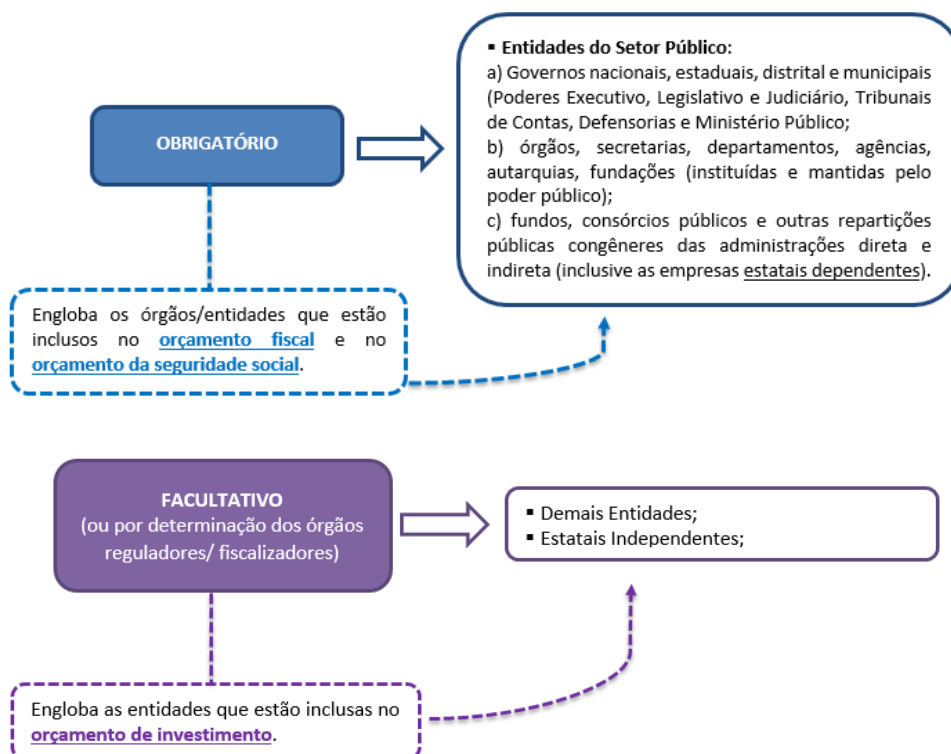 OBRIGATÓRIO
▪ Entidades do Setor Público:
a) Governos nacionais, estaduais, distrital e municipais
(Poderes Executivo, Legislativo e Judiciário, Tribunais
de Contas, Defensorias e Ministério Público;
b) órgãos, secretarias, departamentos, agências,
autarquias, fundações (instituídas e mantidas pelo
poder público);
c) fundos, consórcios públicos e outras repartições
públicas congêneres das administrações direta e
indireta (inclusive as empresas estatais dependentes).
Engloba os órgãos/entidades que estão
inclusos no orçamento fiscal e no
orçamento da seguridade social.
FACULTATIVO
(ou por determinação dos órgãos
reguladores/ fiscalizadores)
▪ Demais Entidades;
▪ Estatais Independentes;
Engloba as entidades que estão inclusas no
orçamento de investimento.